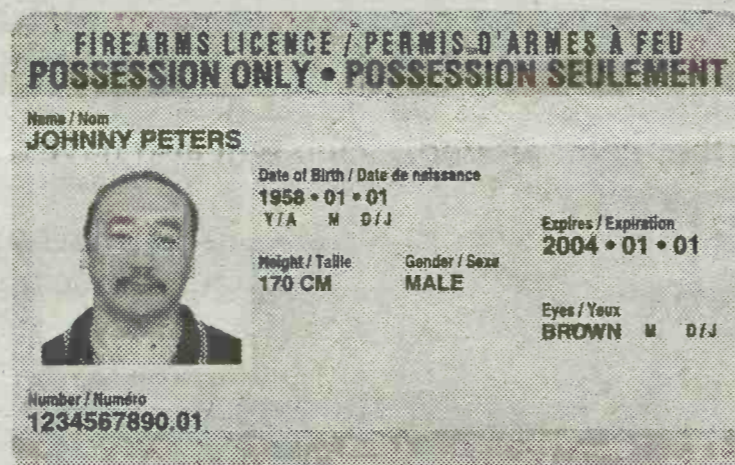 FIREARMS LICENCE / PERMIS D'ARMES À FEU
POSSESSION ONLY • POSSESSION SEULEMENT
Name / Nom
JOHNNY PETERS
Date of Birth / Date de naissance
1958 • 01 • 01
Y/A M D/J
Expires / Expiration
2004 • 01 • 01
Height / Taille
170 CM
Gender / Sexe
MALE
Eyes / Yeux
BROWN M D/J
Number / Numéro
1234567890.01